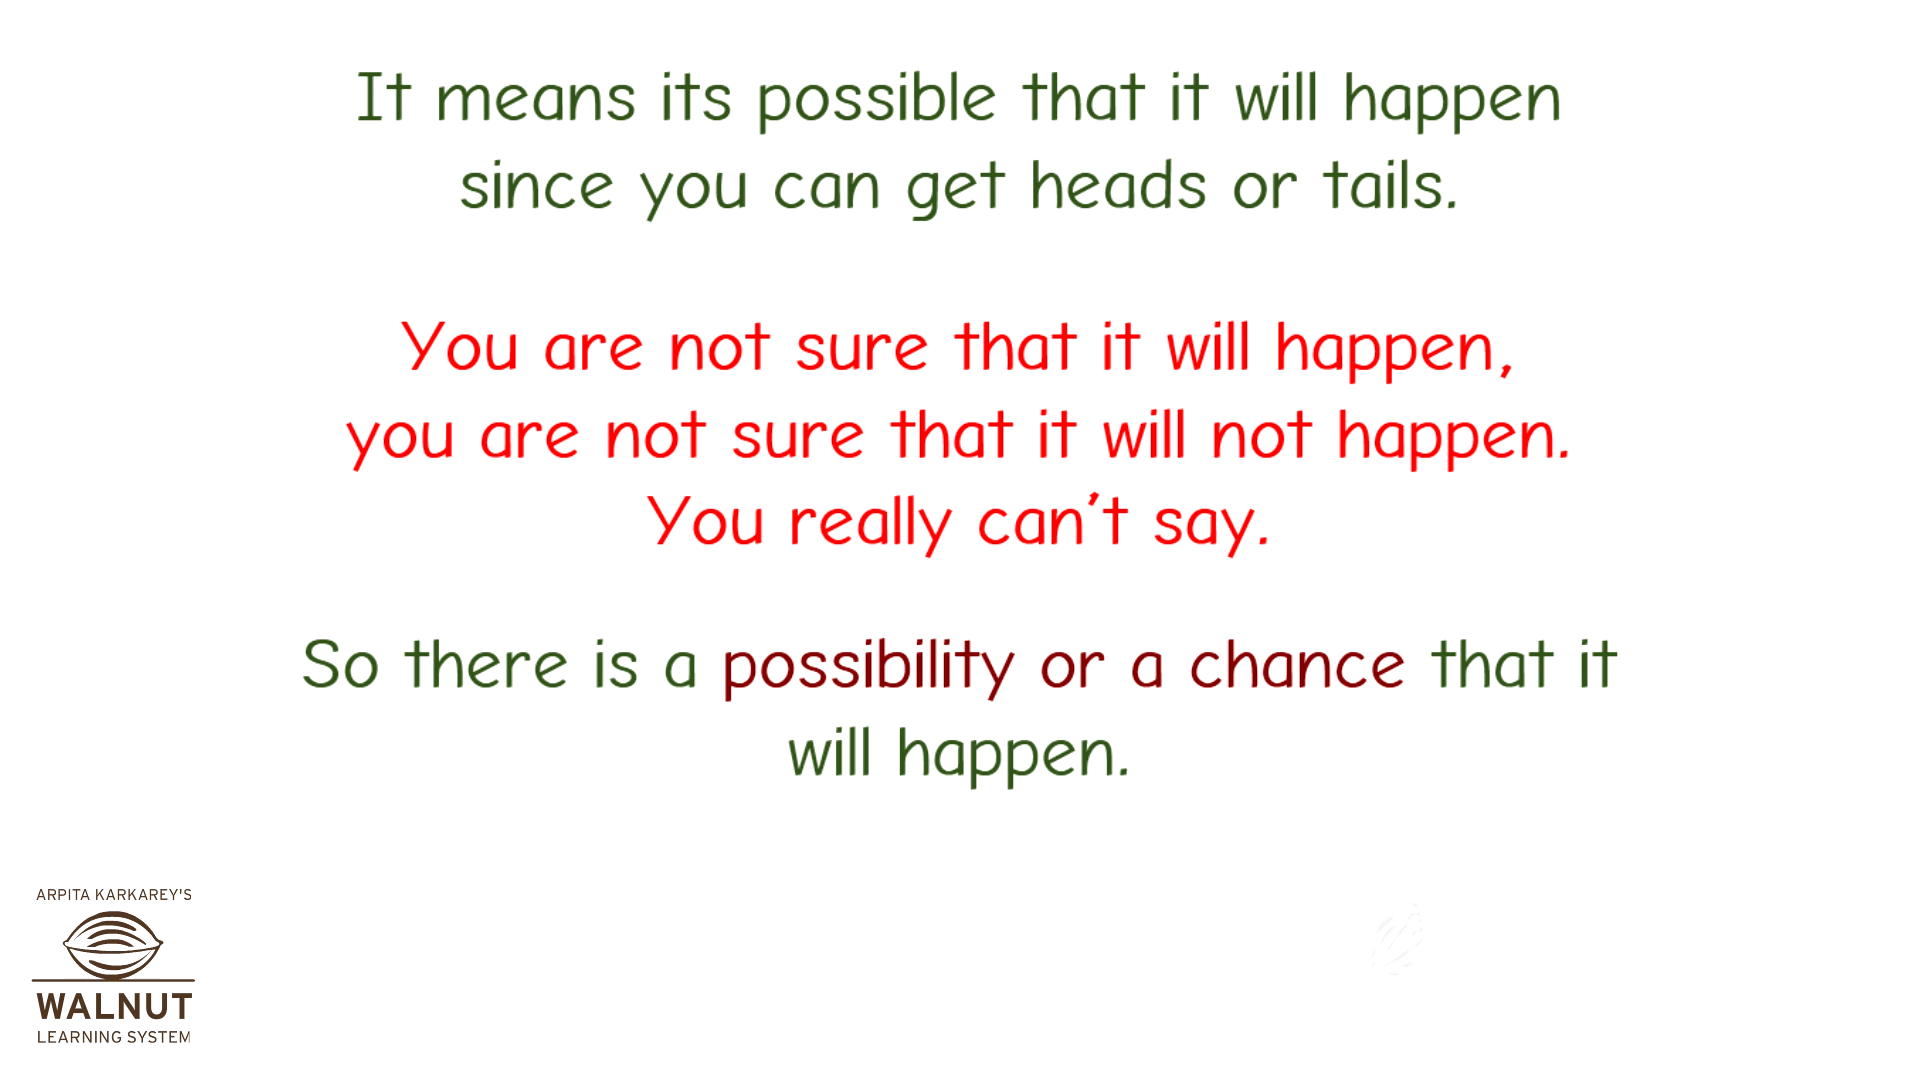 It means its possible that it will happen
since you can get heads or tails.
You are not sure that it will happen,
you are not sure that it will not happen.
You really can't say.
So there is a possibility or a chance that it
will happen.
ARPITA KARKAREY'S
WALNUT
LEARNING SYSTEM